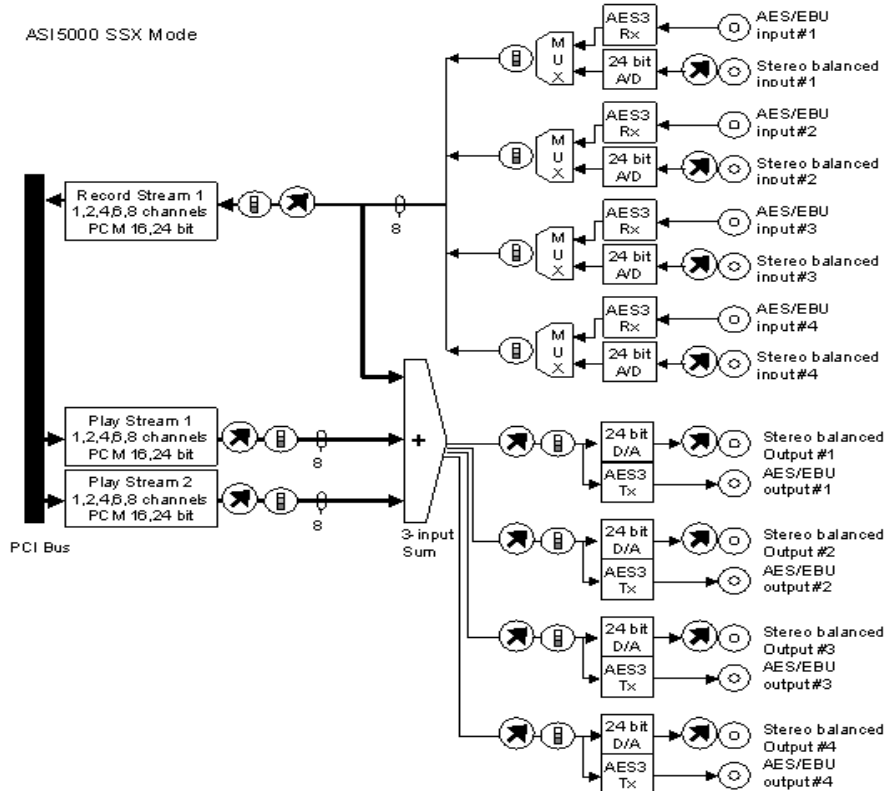 ASI5000 SSX Mode
AES3
Rx
AES/EBU
input#1
M
U
X
24 bit
A/D
Stereo balanced
input#1
AES3
Rx
AES/EBU
input#2
M
U
X
24 bit
A/D
Stereo balanced
input#2
Record Stream 1
1,2,4,6,8 channels
PCM 16,24 bit
8
AES3
Rx
AES/EBU
input#3
M
U
X
24 bit
A/D
Stereo balanced
input#3
AES3
Rx
AES/EBU
input#4
M
U
X
24 bit
A/D
Stereo balanced
input#4
Play Stream 1
1,2,4,6,8 channels
PCM 16,24 bit
8
+
Play Stream 2
1,2,4,6,8 channels
PCM 16,24 bit
8
3-input
Sum
PCI Bus
24 bit
D/A
Stereo balanced
Output #1
AES3
Tx
AES/EBU
output#1
24 bit
D/A
Stereo balanced
Output #2
AES3
Tx
AES/EBU
output#2
24 bit
D/A
Stereo balanced
Output #3
AES3
Tx
AES/EBU
output#3
24 bit
D/A
Stereo balanced
Output #4
AES3
Tx
AES/EBU
output#4